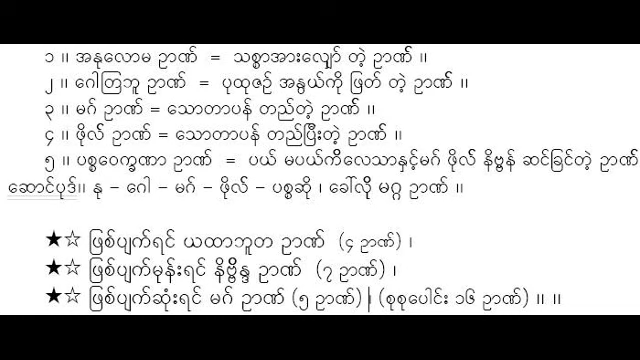 ၁ ။ အနုလောမ ဉာဏ် = သစ္စာအားလျှော် တဲ့ ဉာဏ် ။
၂ ။ ဂေါတြဘူ ဉာဏ် = ပုထုဇဉ် အနွယ်ကို ဖြတ် တဲ့ ဉာဏ် ။
၃ ။ မဂ် ဉာဏ် = သောတာပန် တည်တဲ့ ဉာဏ် ။
၄ ။ ဖိုလ် ဉာဏ် = သောတာပန် တည်ပြီးတဲ့ ဉာဏ် ။
၅ ။ ပစ္စဝေက္ခဏာ ဉာဏ် = ပယ် မပယ်ကိလေသာနှင့်မဂ် ဖိုလ် နိဗ္ဗန် ဆင်ခြင်တဲ့ ဉာဏ်
ဆောင်ပုဒ်။ နု – ဂေါ – မဂ် – ဖိုလ် – ပစ္စဆို ၊ ခေါ်လို့ မဂ္ဂ ဉာဏ် ။
★☆ ဖြစ်ပျက်ရင် ယထာဘူတ ဉာဏ် (၄ ဉာဏ်) ၊
★☆ ဖြစ်ပျက်မုန်းရင် နိဗ္ဗိန္ဒ ဉာဏ် (၇ ဉာဏ်) ၊
★☆ ဖြစ်ပျက်ဆုံးရင် မဂ် ဉာဏ် (၅ ဉာဏ်) ၊ (စုစုပေါင်း ၁၆ ဉာဏ်) ။ ။